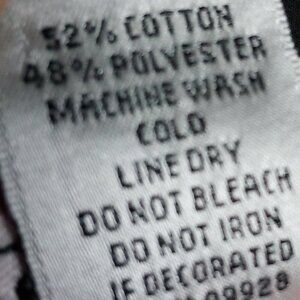 52% COTTON
48% POLYESTER
MACHINE WASH
COLD
LINE DRY
DO NOT BLEACH
DO NOT IRON
IF DECORATED